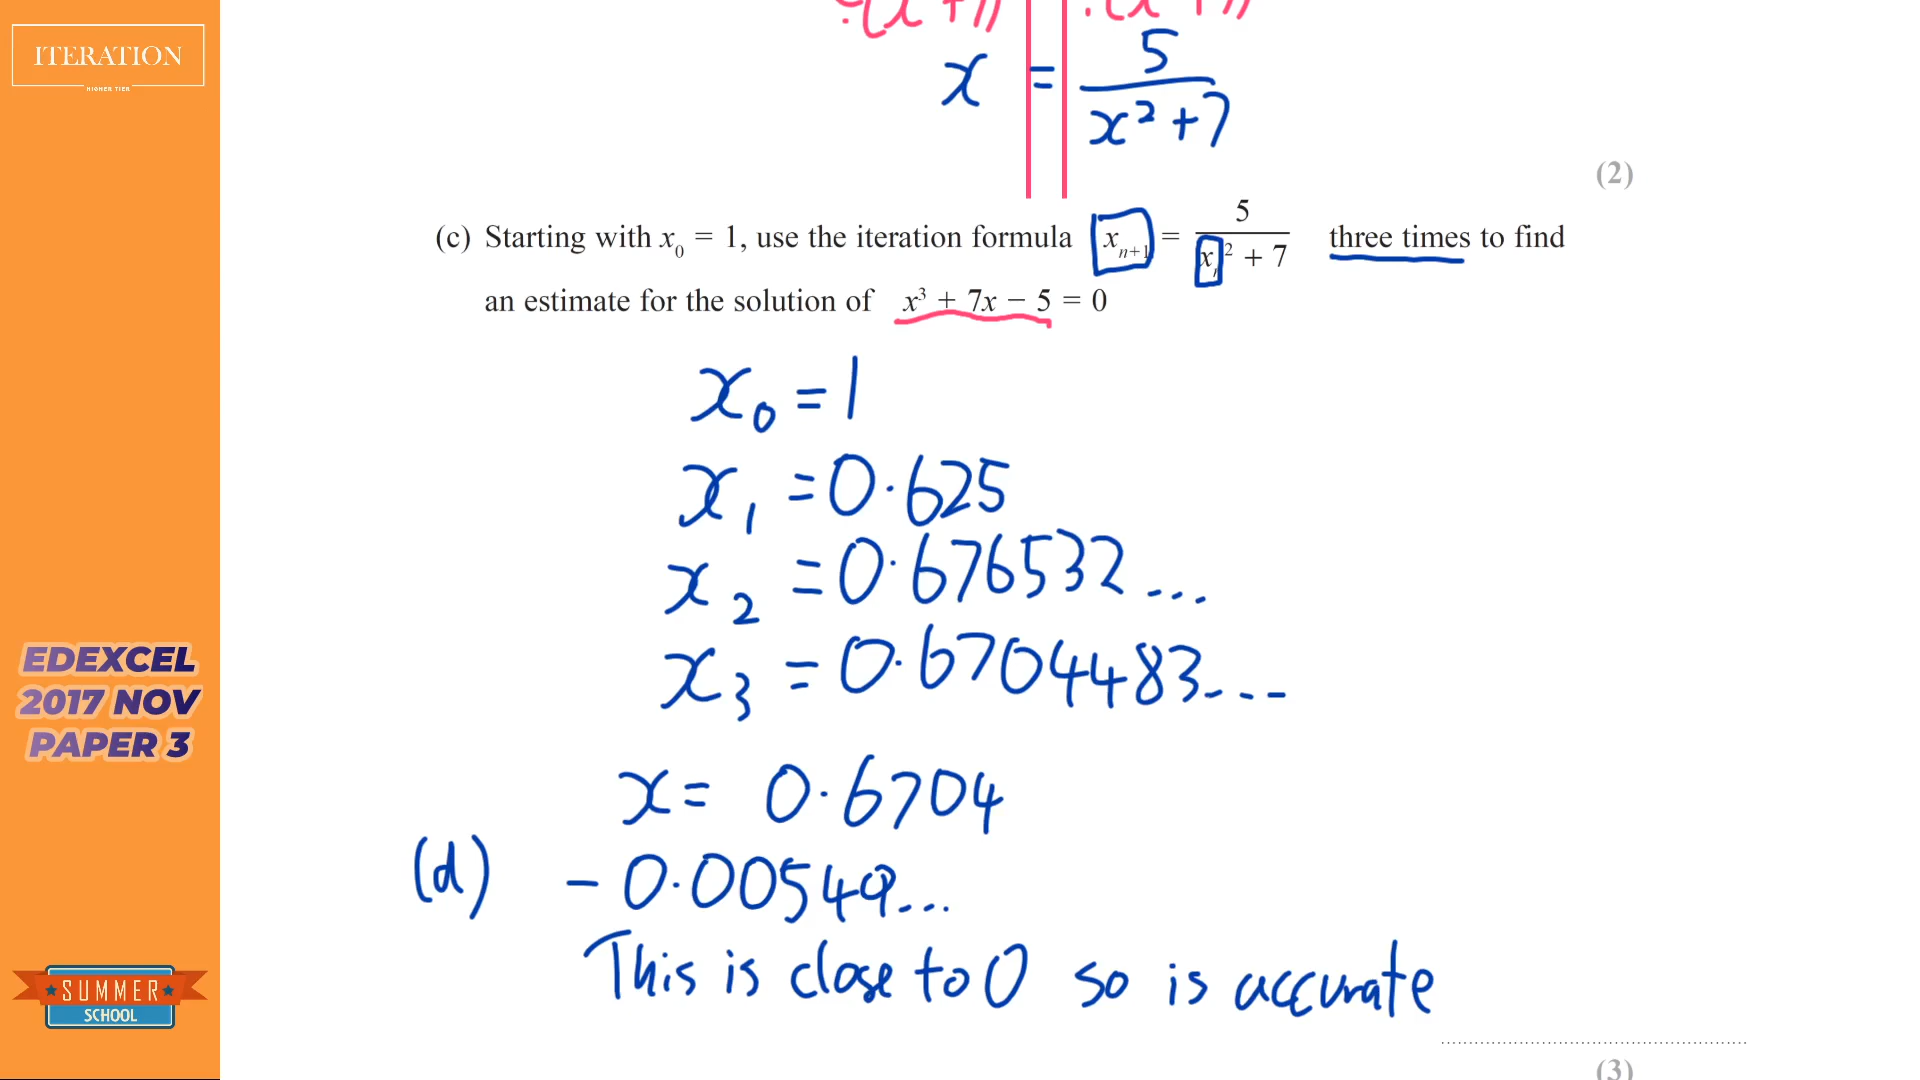 ITERATION
HIGHER TIER
x = 5/(x² + 7)
(2)
(c) Starting with x₀ = 1, use the iteration formula xₙ₊₁ = 5/(xₙ² + 7) three times to find
an estimate for the solution of x³ + 7x − 5 = 0
x₀ = 1
x₁ = 0.625
x₂ = 0.676532...
x₃ = 0.6704483...
x = 0.6704
(d) -0.00549...
This is close to 0 so is accurate
(3)
EDEXCEL
2017 NOV
PAPER 3
SUMMER
SCHOOL